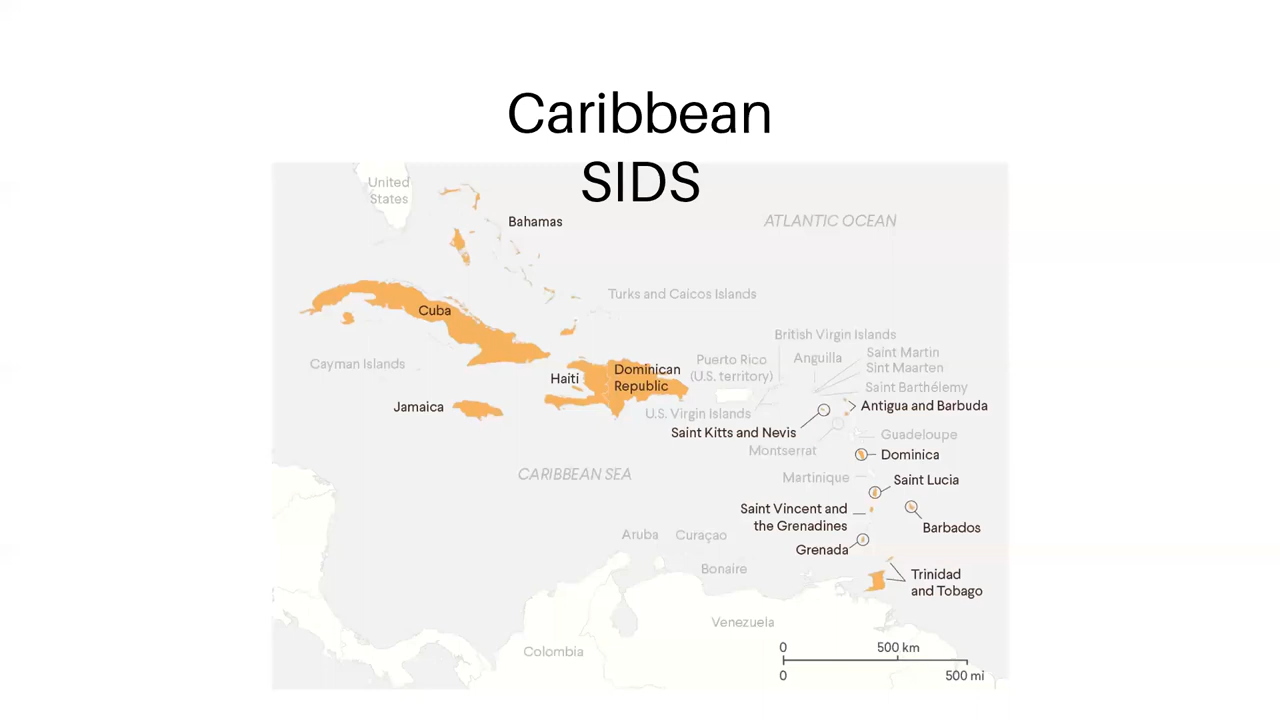 Caribbean
SIDS
United
States
Bahamas
ATLANTIC OCEAN
Turks and Caicos Islands
Cuba
British Virgin Islands
Cayman Islands
Puerto Rico
(U.S. territory)
Anguilla
Saint Martin
Sint Maarten
Haiti
Dominican
Republic
Saint Barthélemy
Jamaica
U.S. Virgin Islands
Antigua and Barbuda
Saint Kitts and Nevis
Guadeloupe
Montserrat
Dominica
CARIBBEAN SEA
Martinique
Saint Lucia
Saint Vincent and
the Grenadines
Barbados
Aruba
Curaçao
Grenada
Bonaire
Trinidad
and Tobago
Venezuela
Colombia
0
500 km
0
500 mi